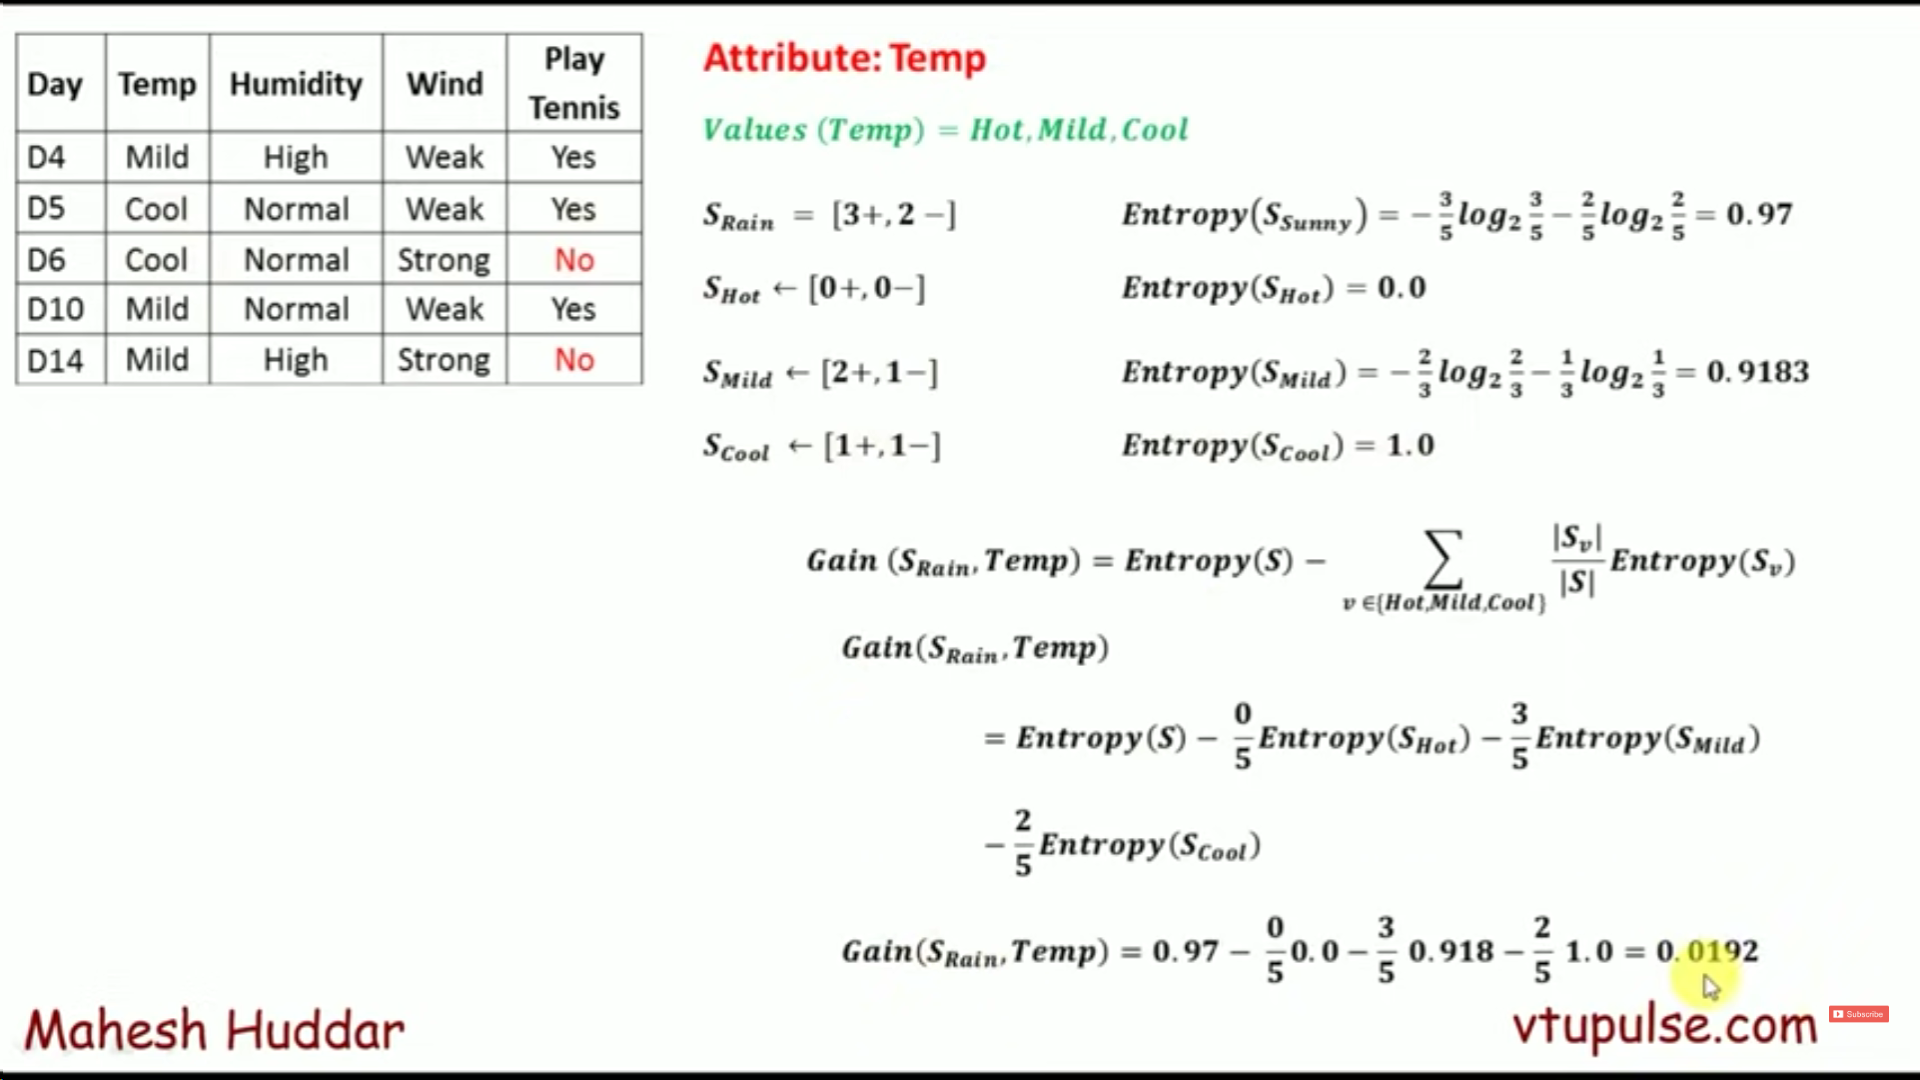 Day Temp Humidity Wind Play Tennis
D4 Mild High Weak Yes
D5 Cool Normal Weak Yes
D6 Cool Normal Strong No
D10 Mild Normal Weak Yes
D14 Mild High Strong No
Attribute: Temp
Values (Temp) = Hot, Mild, Cool
S_Rain = [3+, 2 −] Entropy(S_Sunny) = −3/5 log₂ 3/5 − 2/5 log₂ 2/5 = 0.97
S_Hot ← [0+, 0−] Entropy(S_Hot) = 0.0
S_Mild ← [2+, 1−] Entropy(S_Mild) = −2/3 log₂ 2/3 − 1/3 log₂ 1/3 = 0.9183
S_Cool ← [1+, 1−] Entropy(S_Cool) = 1.0
Gain (S_Rain, Temp) = Entropy(S) − ∑_{v ∈{Hot,Mild,Cool}} |S_v|/|S| Entropy(S_v)
Gain(S_Rain, Temp)
= Entropy(S) − 0/5 Entropy(S_Hot) − 3/5 Entropy(S_Mild)
− 2/5 Entropy(S_Cool)
Gain(S_Rain, Temp) = 0.97 − 0/5 0.0 − 3/5 0.918 − 2/5 1.0 = 0.0192
Mahesh Huddar
vtupulse.com
Subscribe